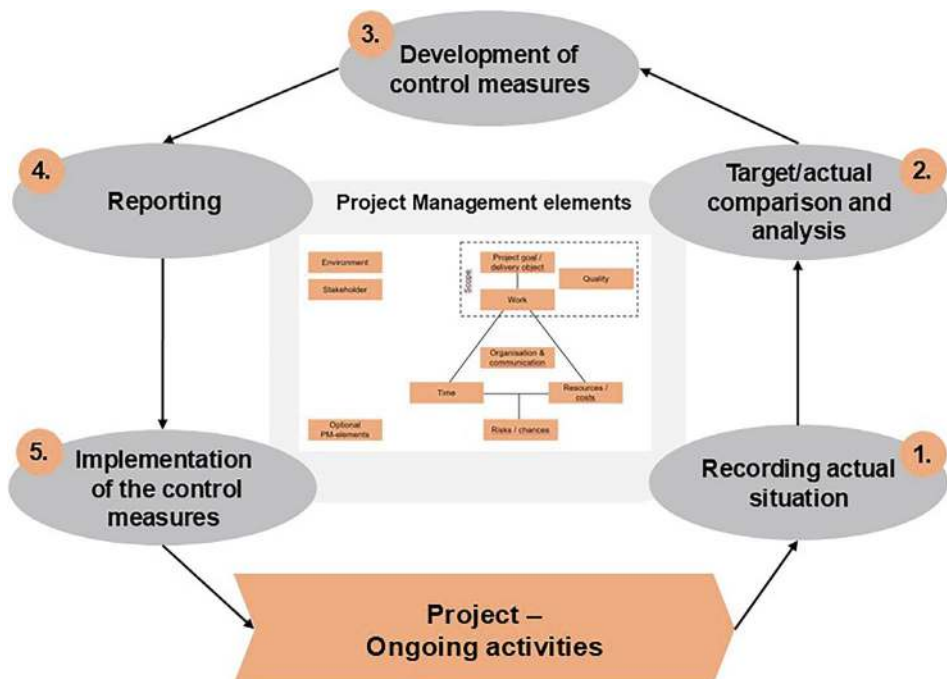 3.
Development of
control measures
4.
Reporting
2.
Target/actual
comparison and
analysis
Project Management elements
Environment
Stakeholder
Scope
Project goal /
delivery object
Quality
Work
Organisation &
communication
Time
Resources /
costs
Optional
PM-elements
Risks / chances
5.
Implementation
of the control
measures
1.
Recording actual
situation
Project –
Ongoing activities